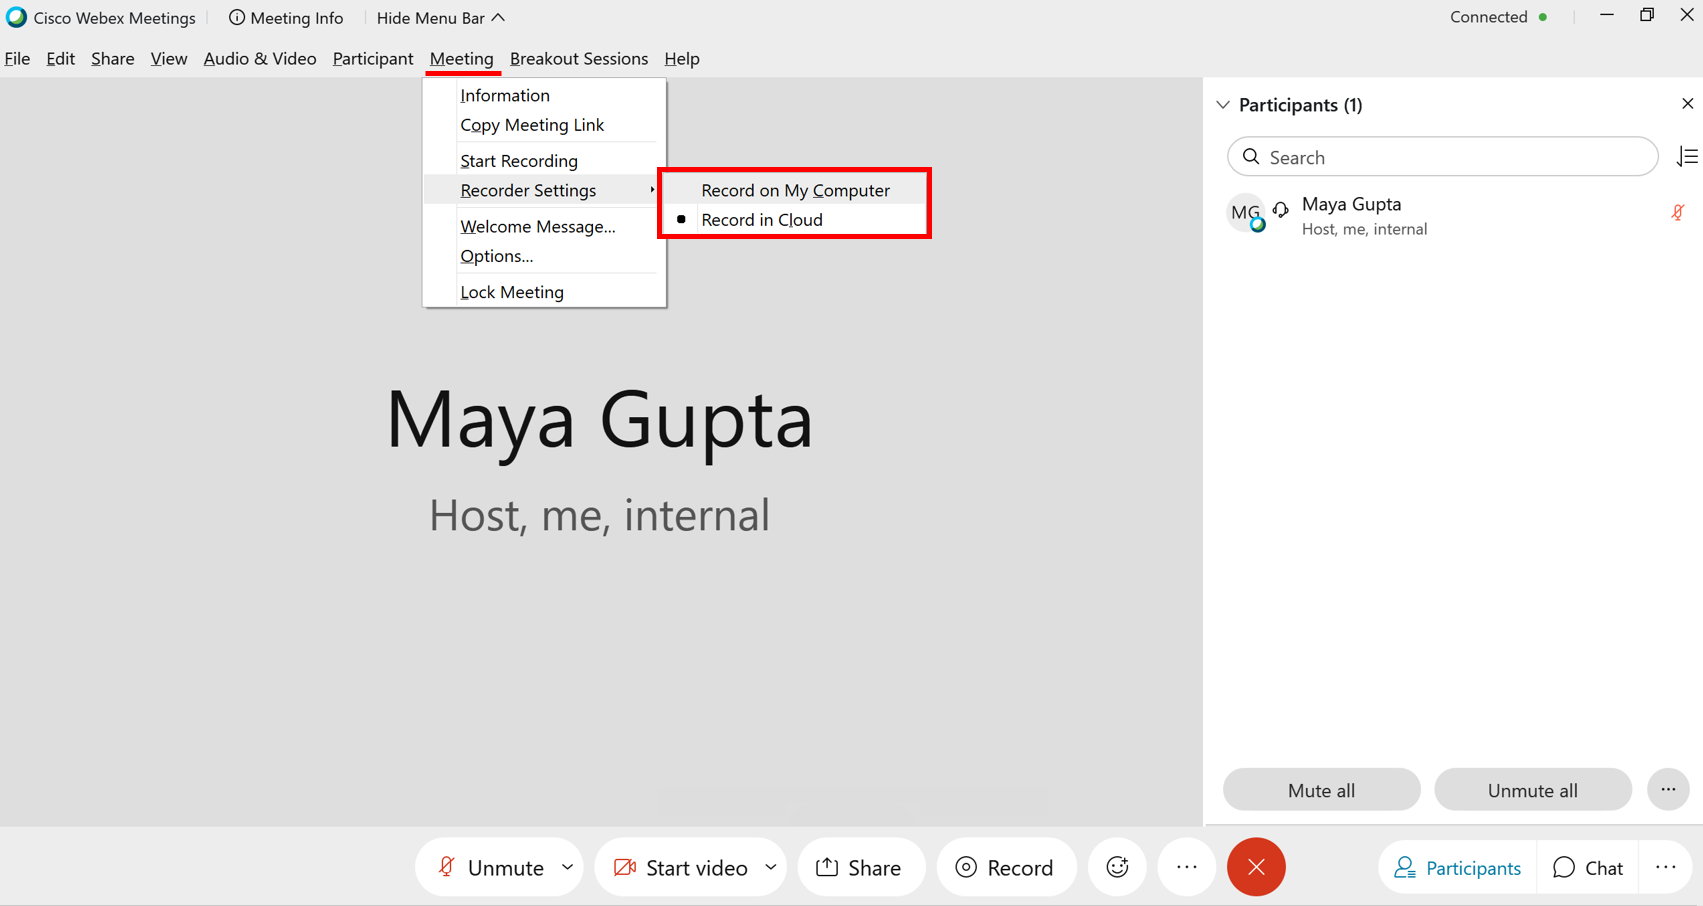 Cisco Webex Meetings
Meeting Info
Hide Menu Bar
Connected
File Edit Share View Audio & Video Participant Meeting Breakout Sessions Help
Information
Copy Meeting Link
Start Recording
Recorder Settings
Record on My Computer
Record in Cloud
Welcome Message...
Options...
Lock Meeting
Maya Gupta
Host, me, internal
Participants (1)
Search
MG
Maya Gupta
Host, me, internal
Mute all
Unmute all
Unmute
Start video
Share
Record
Participants
Chat